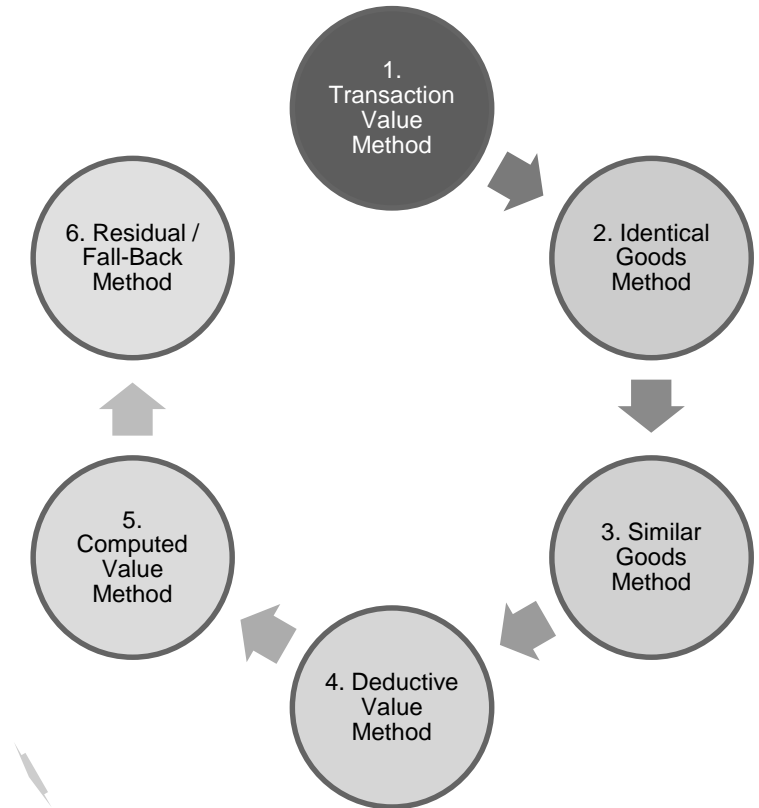 1.
Transaction
Value
Method
2. Identical
Goods
Method
3. Similar
Goods
Method
4. Deductive
Value
Method
5.
Computed
Value
Method
6. Residual /
Fall-Back
Method